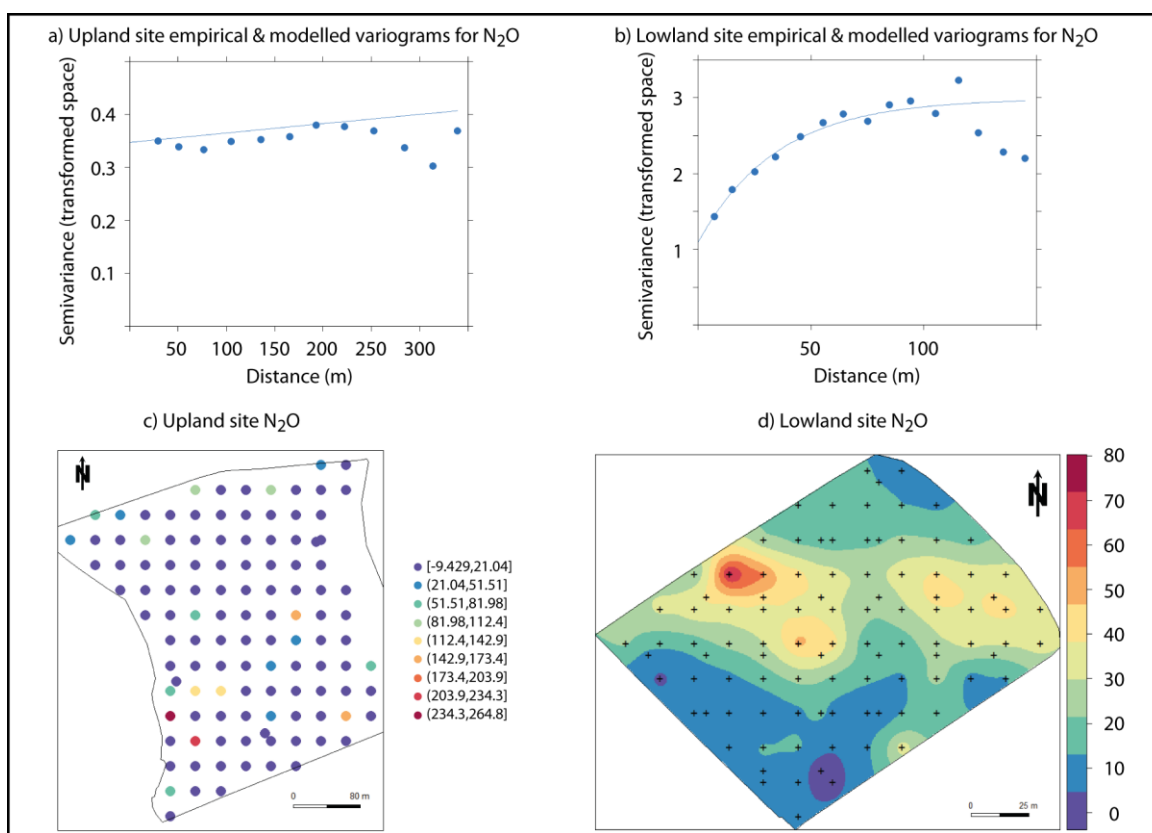 a) Upland site empirical & modelled variograms for N₂O
Semivariance (transformed space)
0.4
0.3
0.2
0.1
50 100 150 200 250 300
Distance (m)
b) Lowland site empirical & modelled variograms for N₂O
Semivariance (transformed space)
3
2
1
50 100
Distance (m)
c) Upland site N₂O
N
[-9.429,21.04]
(21.04,51.51]
(51.51,81.98]
(81.98,112.4]
(112.4,142.9]
(142.9,173.4]
(173.4,203.9]
(203.9,234.3]
(234.3,264.8]
0 80 m
d) Lowland site N₂O
N
80
70
60
50
40
30
20
10
0
0 25 m